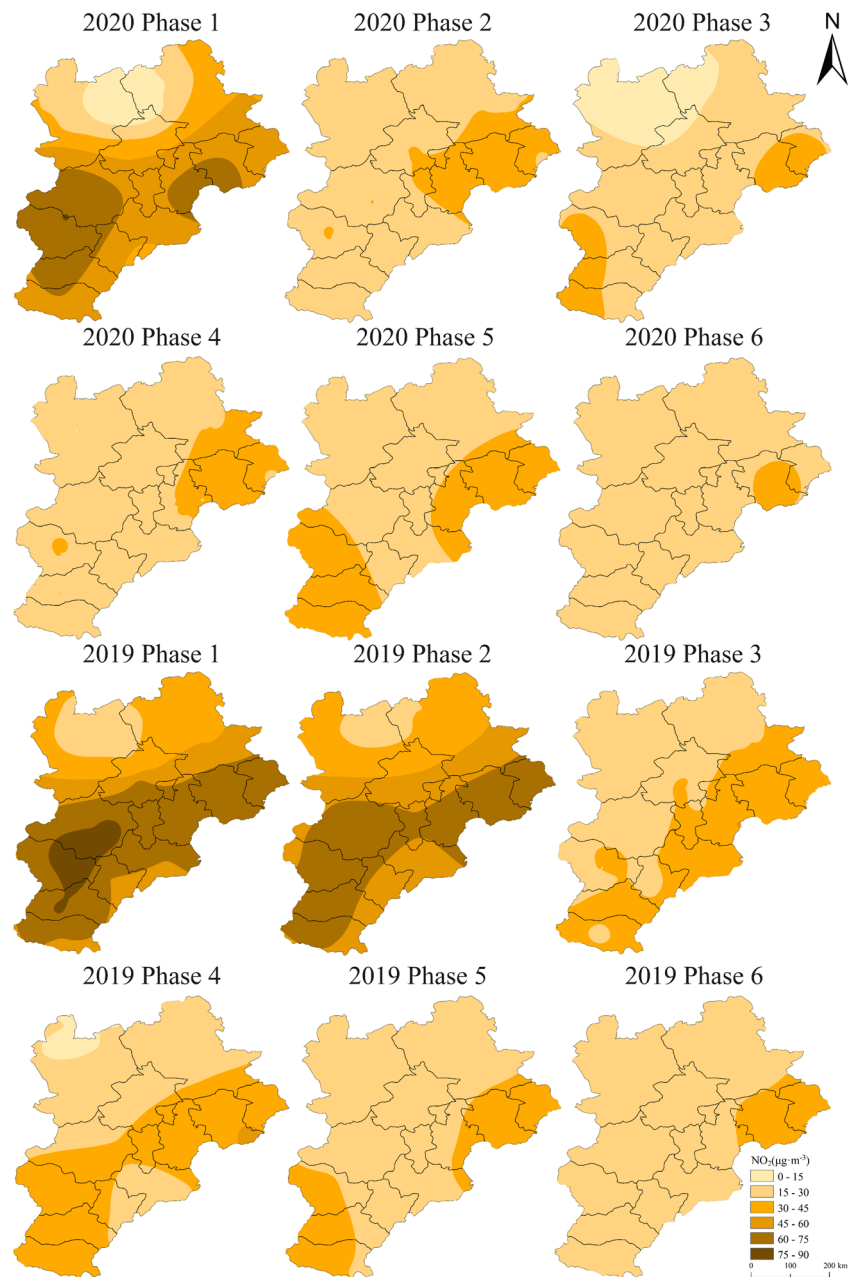 2020 Phase 1
2020 Phase 2
2020 Phase 3
N
2020 Phase 4
2020 Phase 5
2020 Phase 6
2019 Phase 1
2019 Phase 2
2019 Phase 3
2019 Phase 4
2019 Phase 5
2019 Phase 6
NO₂(μg·m⁻³)
0 - 15
15 - 30
30 - 45
45 - 60
60 - 75
75 - 90
0 100 200 km